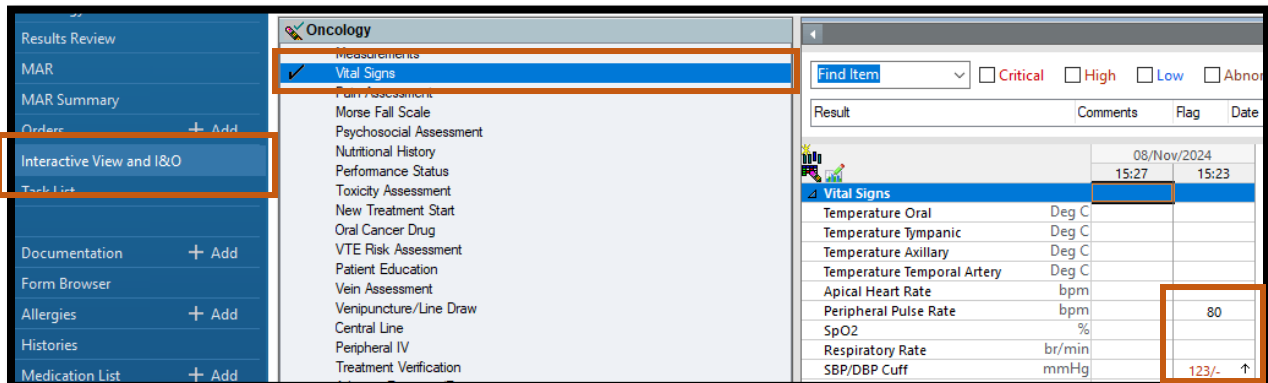 Results Review
MAR
MAR Summary
Orders + Add
Interactive View and I&O
Task List
Documentation + Add
Form Browser
Allergies + Add
Histories
Medication List + Add
Oncology
Measurements
Vital Signs
Pain Assessment
Morse Fall Scale
Psychosocial Assessment
Nutritional History
Performance Status
Toxicity Assessment
New Treatment Start
Oral Cancer Drug
VTE Risk Assessment
Patient Education
Vein Assessment
Venipuncture/Line Draw
Central Line
Peripheral IV
Treatment Verification
Find Item Critical High Low Abnor
Result Comments Flag Date
08/Nov/2024
15:27 15:23
Vital Signs
Temperature Oral Deg C
Temperature Tympanic Deg C
Temperature Axillary Deg C
Temperature Temporal Artery Deg C
Apical Heart Rate bpm
Peripheral Pulse Rate bpm 80
SpO2 %
Respiratory Rate br/min
SBP/DBP Cuff mmHg 123/- ↑